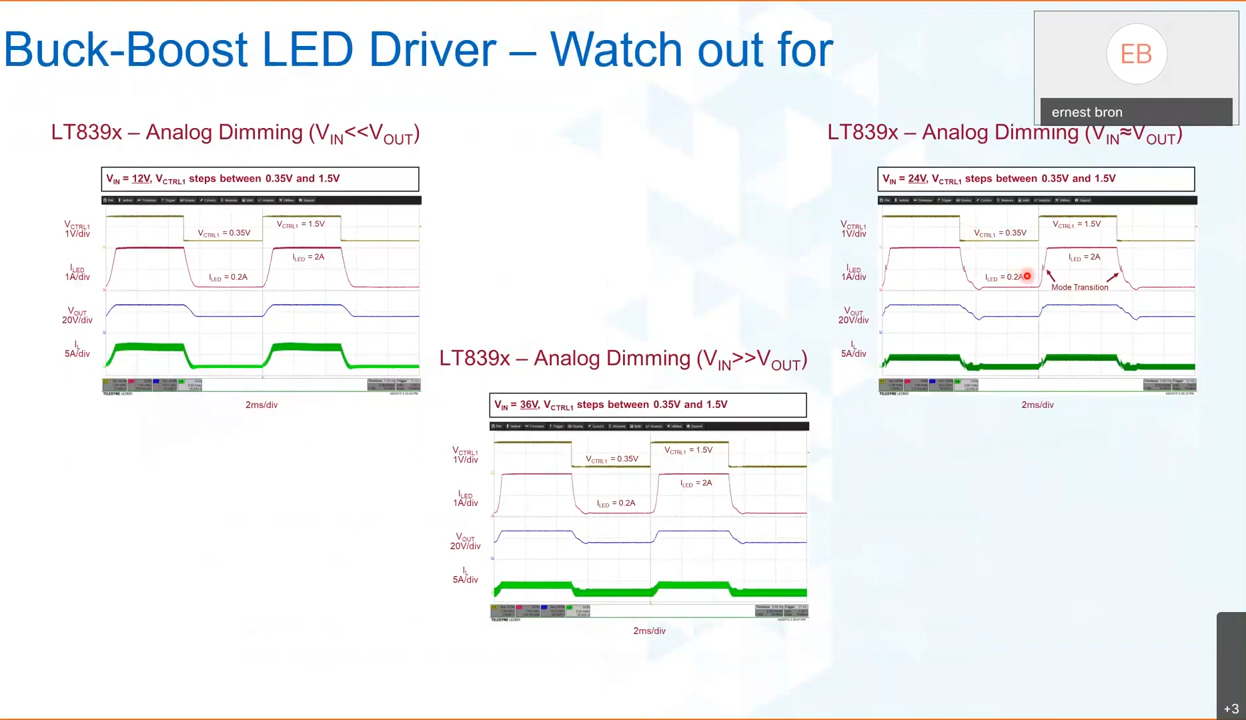 Buck-Boost LED Driver – Watch out for
EB
ernest bron
LT839x – Analog Dimming (VIN<<VOUT)
VIN = 12V, VCTRL1 steps between 0.35V and 1.5V
VCTRL1
1V/div
VCTRL1 = 0.35V
VCTRL1 = 1.5V
ILED
1A/div
ILED = 0.2A
ILED = 2A
VOUT
20V/div
IL
5A/div
TELEDYNE LECROY
2ms/div
LT839x – Analog Dimming (VIN>>VOUT)
VIN = 36V, VCTRL1 steps between 0.35V and 1.5V
VCTRL1
1V/div
VCTRL1 = 0.35V
VCTRL1 = 1.5V
ILED
1A/div
ILED = 0.2A
ILED = 2A
VOUT
20V/div
IL
5A/div
TELEDYNE LECROY
2ms/div
LT839x – Analog Dimming (VIN≈VOUT)
VIN = 24V, VCTRL1 steps between 0.35V and 1.5V
VCTRL1
1V/div
VCTRL1 = 0.35V
VCTRL1 = 1.5V
ILED
1A/div
ILED = 0.2A
ILED = 2A
Mode Transition
VOUT
20V/div
IL
5A/div
TELEDYNE LECROY
2ms/div
+3